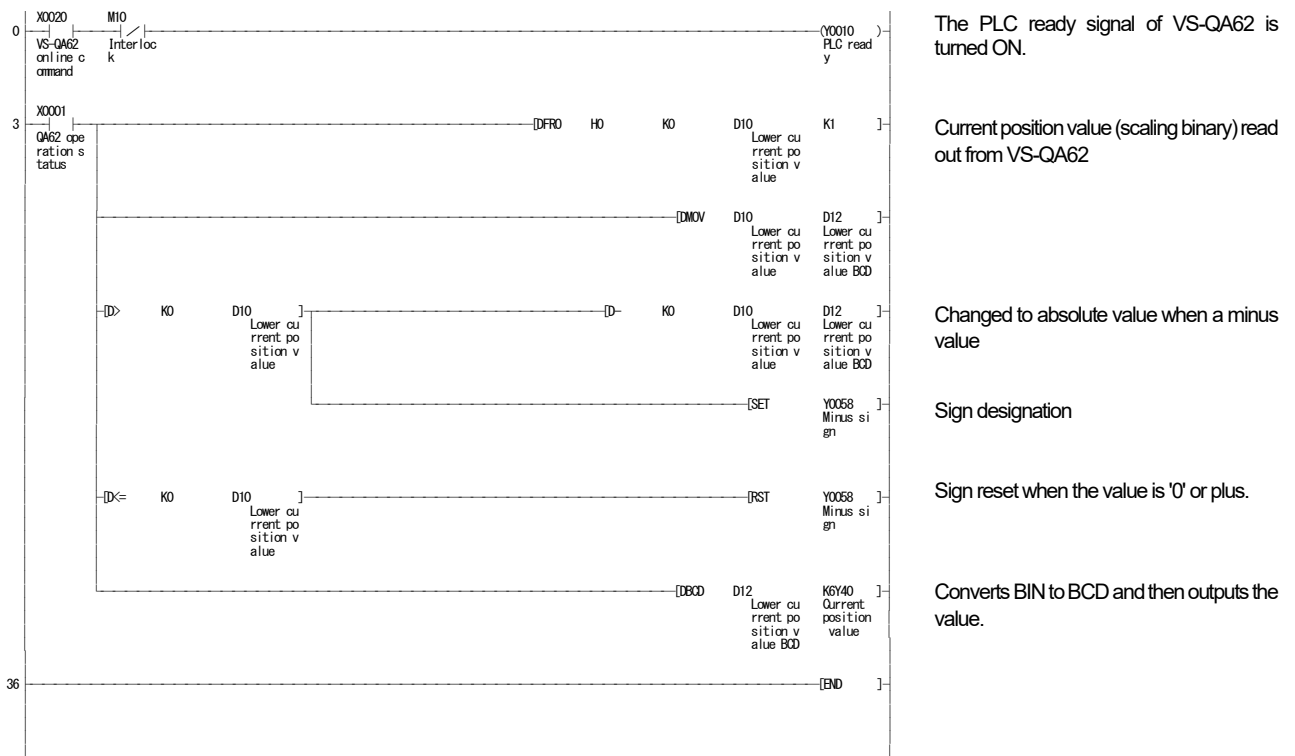 X0020 M10
0 (Y0010 )
VS-QA62 Interloc PLC read
online c k y
ommand
The PLC ready signal of VS-QA62 is
turned ON.
X0001
3 [DFRO H0 K0 D10 K1 ]
QA62 ope Lower cu
ration s rrent po
tatus sition v
alue
Current position value (scaling binary) read
out from VS-QA62
[DMOV D10 D12 ]
Lower cu Lower cu
rrent po rrent po
sition v sition v
alue alue BCD
[D> K0 D10 ] [D- K0 D10 D12 ]
Lower cu Lower cu Lower cu
rrent po rrent po rrent po
sition v sition v sition v
alue alue alue BCD
Changed to absolute value when a minus
value
[SET Y0058 ]
Minus si
gn
Sign designation
[D<= K0 D10 ] [RST Y0058 ]
Lower cu Minus si
rrent po gn
sition v
alue
Sign reset when the value is '0' or plus.
[DBCD D12 K6Y40 ]
Lower cu Current
rrent po position
sition v value
alue BCD
Converts BIN to BCD and then outputs the
value.
36 [END ]